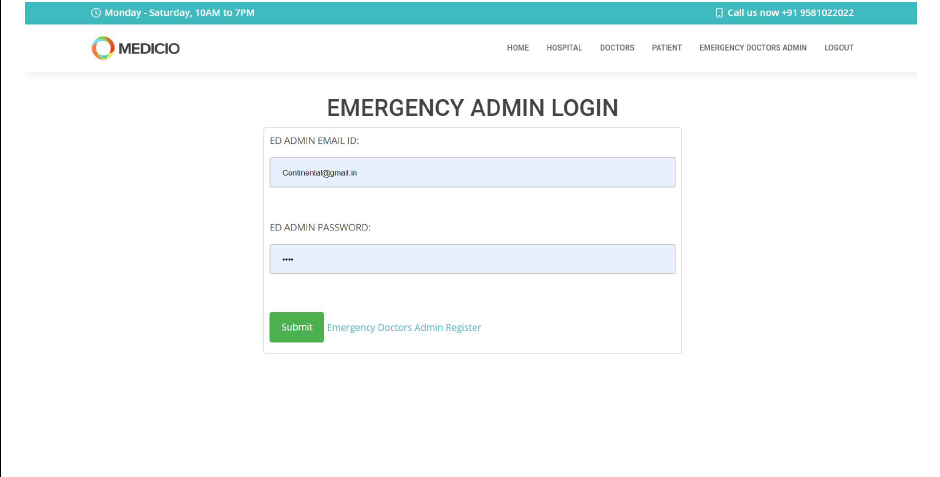 Monday - Saturday, 10AM to 7PM Call us now +91 9581022022
MEDICIO HOME HOSPITAL DOCTORS PATIENT EMERGENCY DOCTORS ADMIN LOGOUT
EMERGENCY ADMIN LOGIN
ED ADMIN EMAIL ID:
Continental@gmail.in
ED ADMIN PASSWORD:
••••
Submit Emergency Doctors Admin Register